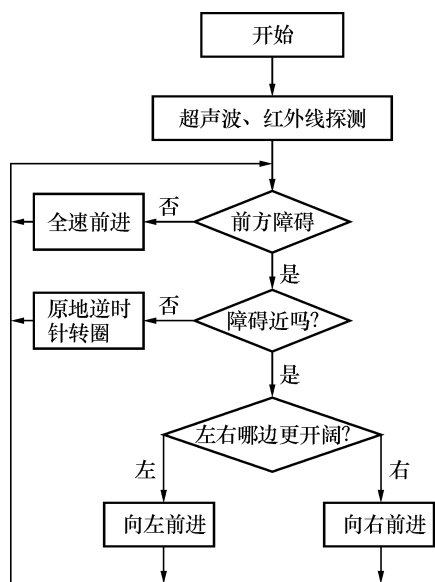 开始
超声波、红外线探测
前方障碍
否
全速前进
是
障碍近吗?
否
原地逆时
针转圈
是
左右哪边更开阔?
左
右
向左前进
向右前进